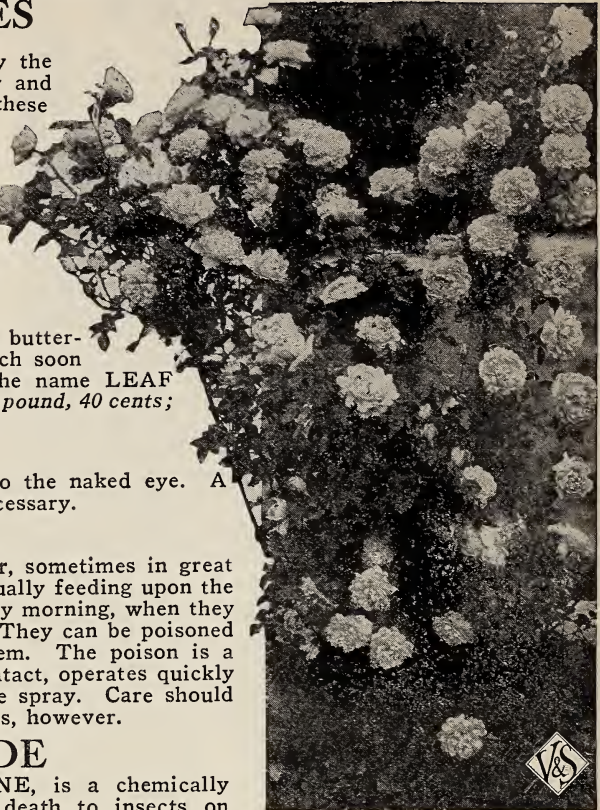 ES
y the
and
these
butter-
ch soon
he name LEAF
pound, 40 cents;
o the naked eye. A
cessary.
r, sometimes in great
ually feeding upon the
y morning, when they
They can be poisoned
em. The poison is a
tact, operates quickly
e spray. Care should
s, however.
DE
NE, is a chemically
death to insects on
V&S